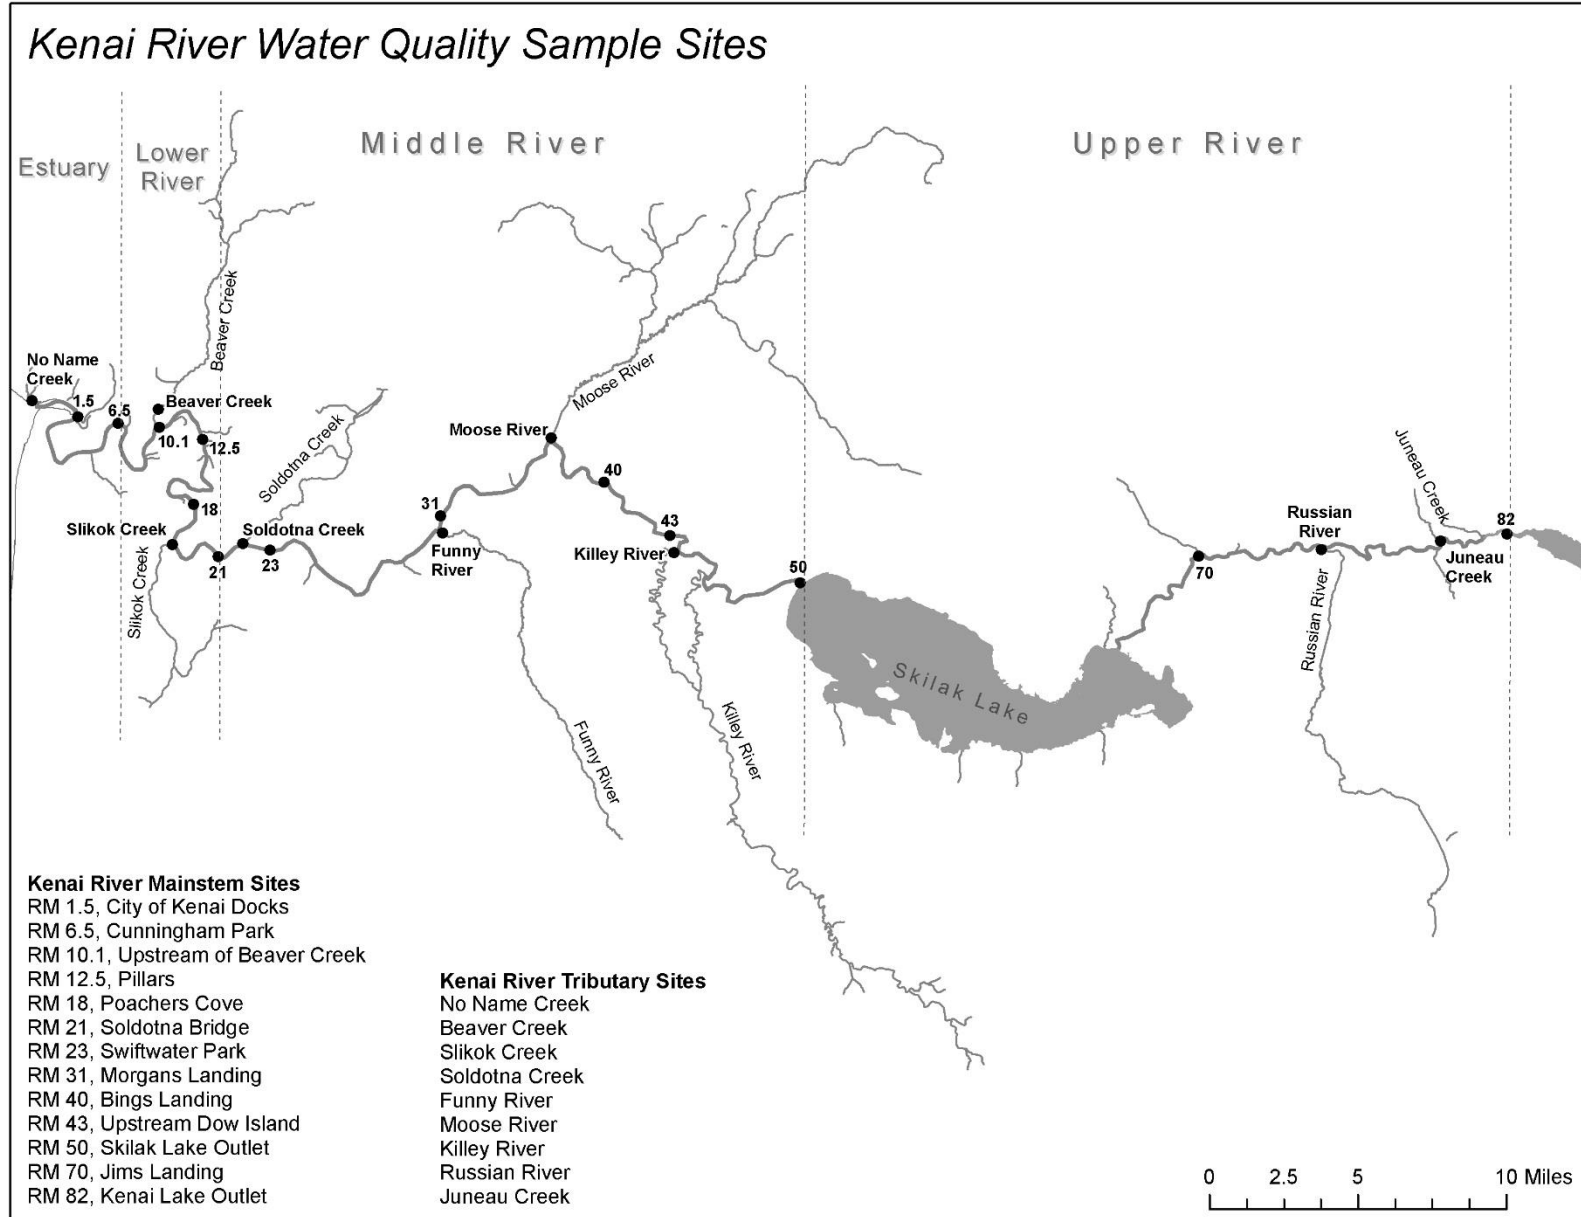 Kenai River Water Quality Sample Sites
Estuary
Lower
River
Middle River
Upper River
No Name
Creek
1.5
6.5
Beaver Creek
Beaver Creek
10.1
12.5
18
Slikok Creek
Slikok Creek
21
Soldotna Creek
Soldotna Creek
23
31
Funny
River
Funny River
Moose River
Moose River
40
43
Killey River
Killey River
50
Skilak Lake
70
Russian
River
Russian River
Juneau Creek
Juneau
Creek
82
Kenai River Mainstem Sites
RM 1.5, City of Kenai Docks
RM 6.5, Cunningham Park
RM 10.1, Upstream of Beaver Creek
RM 12.5, Pillars
RM 18, Poachers Cove
RM 21, Soldotna Bridge
RM 23, Swiftwater Park
RM 31, Morgans Landing
RM 40, Bings Landing
RM 43, Upstream Dow Island
RM 50, Skilak Lake Outlet
RM 70, Jims Landing
RM 82, Kenai Lake Outlet
Kenai River Tributary Sites
No Name Creek
Beaver Creek
Slikok Creek
Soldotna Creek
Funny River
Moose River
Killey River
Russian River
Juneau Creek
0 2.5 5 10 Miles